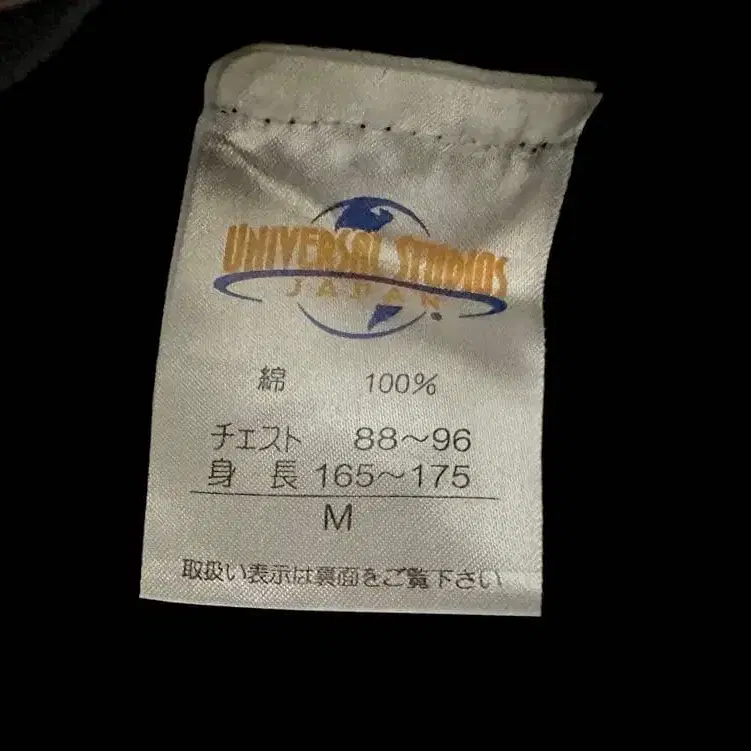 UNIVERSAL STUDIOS
JAPAN ®
綿 100%
チェスト 88～96
身 長 165～175
M
取扱い表示は裏面をご覧下さい